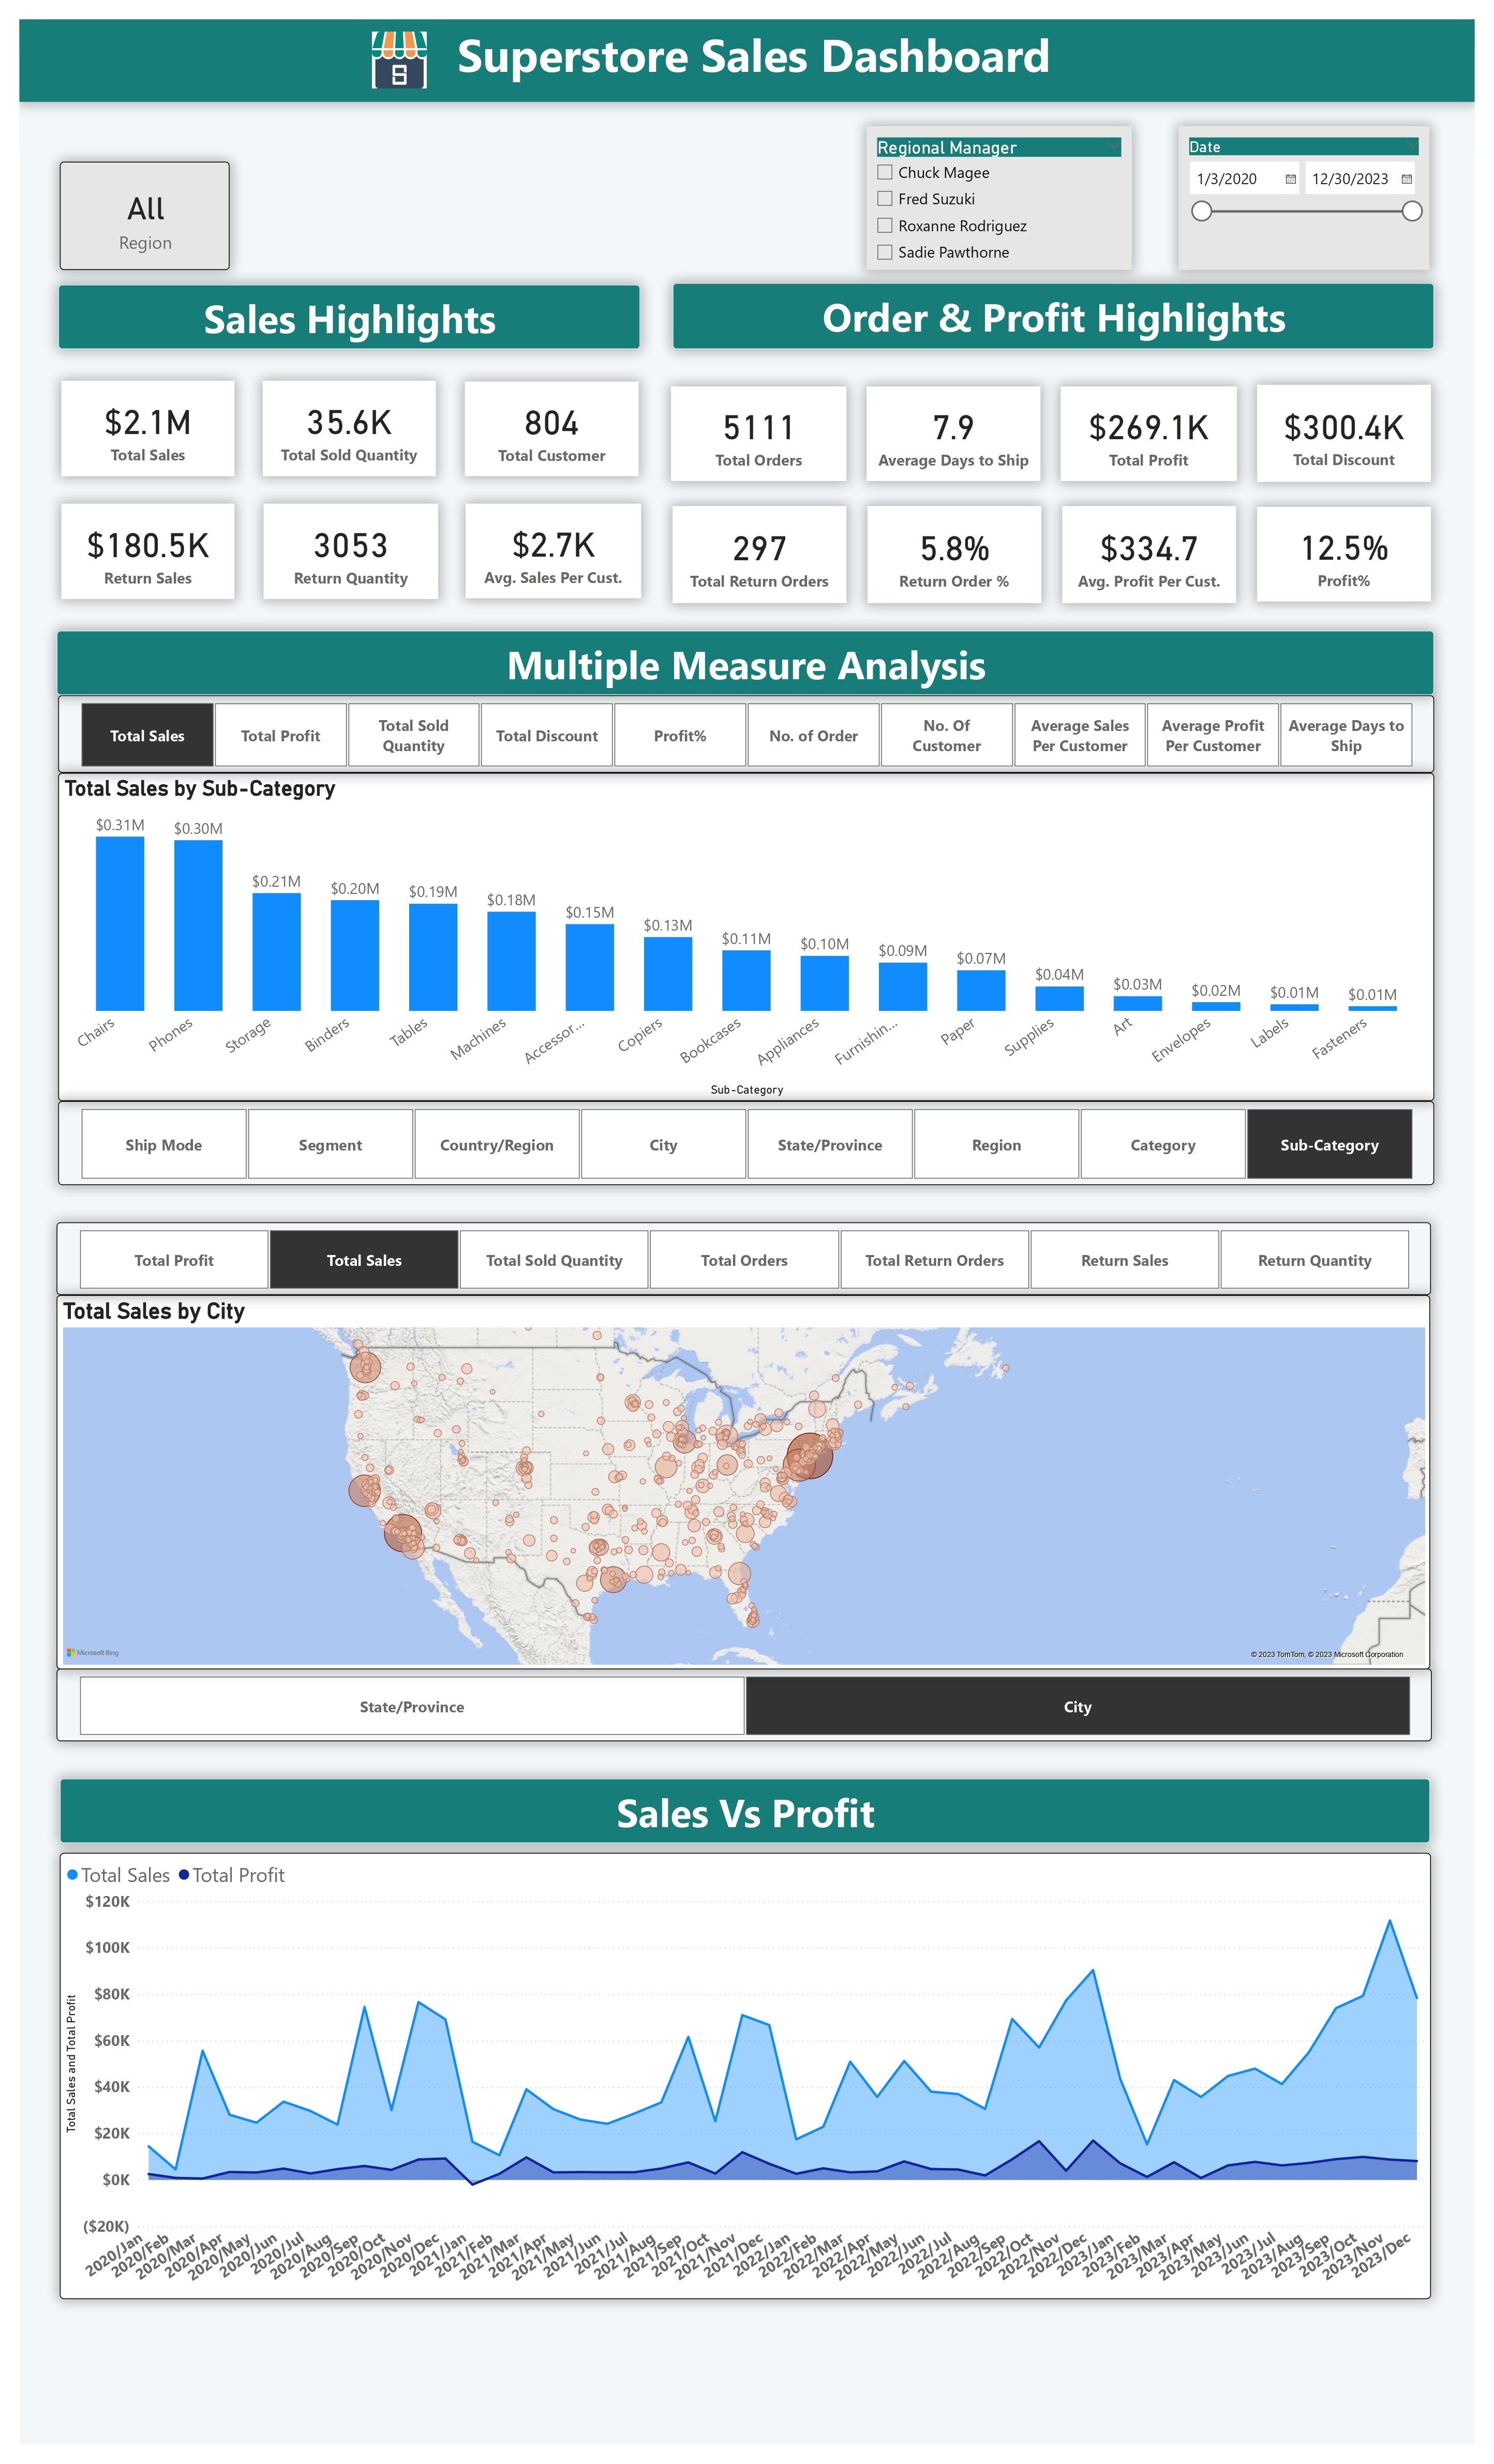 S
Superstore Sales Dashboard
Regional Manager
Chuck Magee
Fred Suzuki
Roxanne Rodriguez
Sadie Pawthorne
Date
1/3/2020
12/30/2023
All
Region
Sales Highlights
Order & Profit Highlights
$2.1M
Total Sales
35.6K
Total Sold Quantity
804
Total Customer
5111
Total Orders
7.9
Average Days to Ship
$269.1K
Total Profit
$300.4K
Total Discount
$180.5K
Return Sales
3053
Return Quantity
$2.7K
Avg. Sales Per Cust.
297
Total Return Orders
5.8%
Return Order %
$334.7
Avg. Profit Per Cust.
12.5%
Profit%
Multiple Measure Analysis
Total Sales
Total Profit
Total Sold
Quantity
Total Discount
Profit%
No. of Order
No. Of
Customer
Average Sales
Per Customer
Average Profit
Per Customer
Average Days to
Ship
Total Sales by Sub-Category
$0.31M
$0.30M
$0.21M
$0.20M
$0.19M
$0.18M
$0.15M
$0.13M
$0.11M
$0.10M
$0.09M
$0.07M
$0.04M
$0.03M
$0.02M
$0.01M
$0.01M
Chairs
Phones
Storage
Binders
Tables
Machines
Accessor...
Copiers
Bookcases
Appliances
Furnishin...
Paper
Supplies
Art
Envelopes
Labels
Fasteners
Sub-Category
Ship Mode
Segment
Country/Region
City
State/Province
Region
Category
Sub-Category
Total Profit
Total Sales
Total Sold Quantity
Total Orders
Total Return Orders
Return Sales
Return Quantity
Total Sales by City
Microsoft Bing
© 2023 TomTom, © 2023 Microsoft Corporation
State/Province
City
Sales Vs Profit
Total Sales
Total Profit
Total Sales and Total Profit
$120K
$100K
$80K
$60K
$40K
$20K
$0K
($20K)
2020/Jan
2020/Feb
2020/Mar
2020/Apr
2020/May
2020/Jun
2020/Jul
2020/Aug
2020/Sep
2020/Oct
2020/Nov
2020/Dec
2021/Jan
2021/Feb
2021/Mar
2021/Apr
2021/May
2021/Jun
2021/Jul
2021/Aug
2021/Sep
2021/Oct
2021/Nov
2021/Dec
2022/Jan
2022/Feb
2022/Mar
2022/Apr
2022/May
2022/Jun
2022/Jul
2022/Aug
2022/Sep
2022/Oct
2022/Nov
2022/Dec
2023/Jan
2023/Feb
2023/Mar
2023/Apr
2023/May
2023/Jun
2023/Jul
2023/Aug
2023/Sep
2023/Oct
2023/Nov
2023/Dec